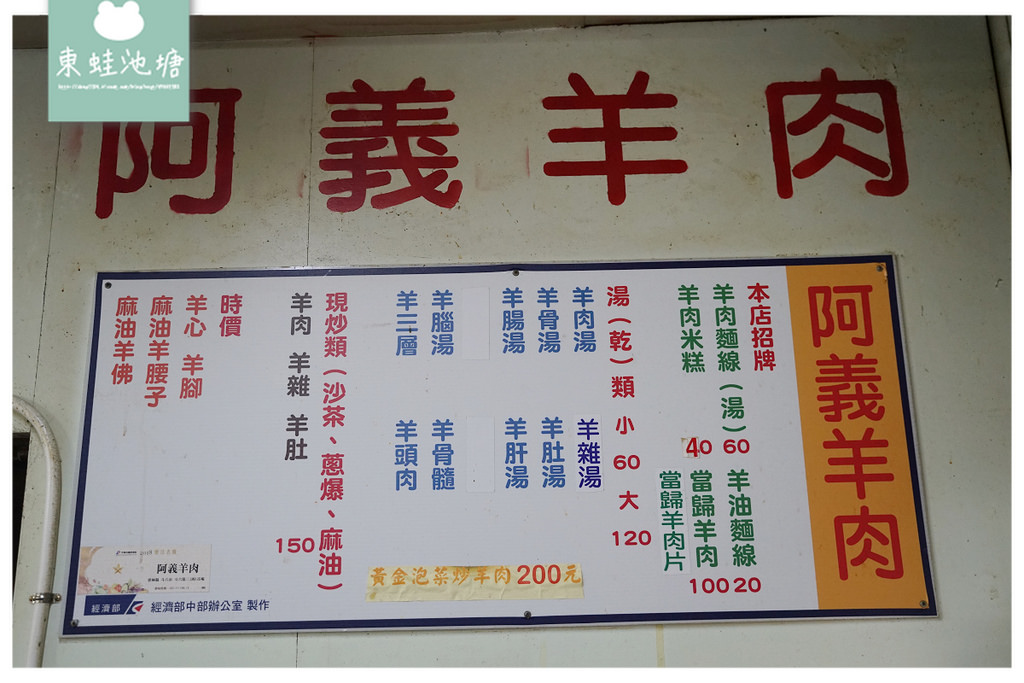 東蛙池塘
阿義羊肉
阿義羊肉
本店招牌
羊肉麵線(湯)60
羊油麵線 20
羊肉米糕 40
當歸羊肉 100
當歸羊肉片
湯(乾)類 小 60 大 120
羊肉湯 羊雜湯
羊骨湯 羊肚湯
羊腸湯 羊肝湯
羊腦湯 羊骨髓
羊三層 羊頭肉
現炒類(沙茶、蔥爆、麻油)
羊肉 羊雜 羊肚 150
時價
羊心 羊腳
麻油羊腰子
麻油羊佛
黃金泡菜炒羊肉200元
阿義羊肉
經濟部 經濟部中部辦公室 製作